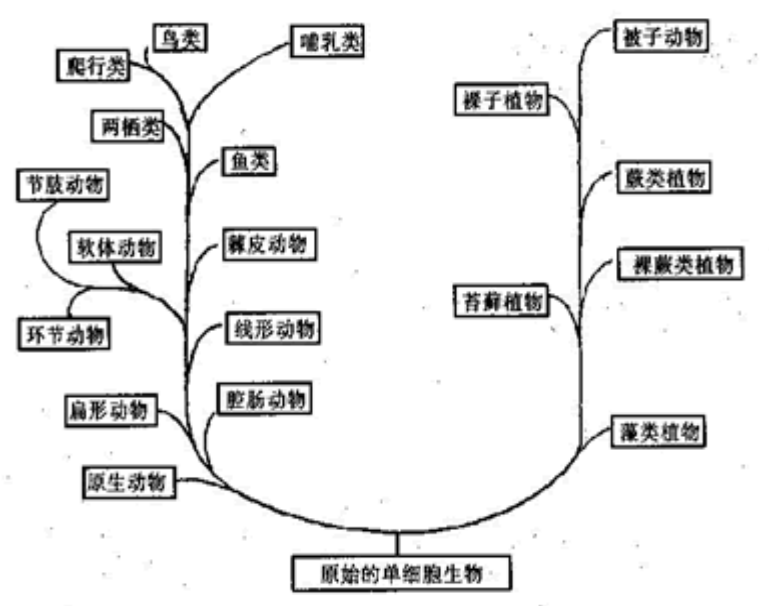 鸟类
哺乳类
被子动物
爬行类
裸子植物
两栖类
鱼类
节肢动物
蕨类植物
软体动物
棘皮动物
裸蕨类植物
环节动物
线形动物
苔藓植物
扁形动物
腔肠动物
藻类植物
原生动物
原始的单细胞生物